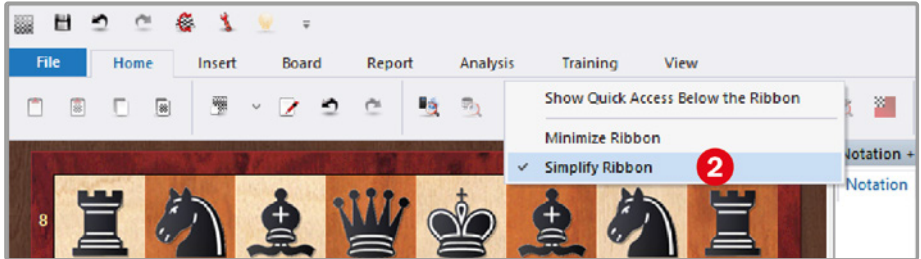 File Home Insert Board Report Analysis Training View
Show Quick Access Below the Ribbon
Minimize Ribbon
Simplify Ribbon 2
Notation +
Notation
8